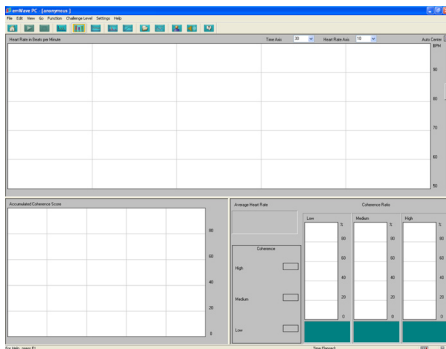 emWave PC - ( anonymous )
File Edit View Go Function Challenge Level Settings Help
Heart Rate in Beats per Minute Time Axis 30 Heart Rate Axis 10 Auto Centre
BPM
90
80
70
60
50
Accumulated Coherence Score
80
60
40
20
0
Average Heart Rate
Coherence
High
Medium
Low
Coherence Ratio
Low % Medium % High %
80 80 80
60 60 60
40 40 40
20 20 20
0 0 0
Time Elapsed: